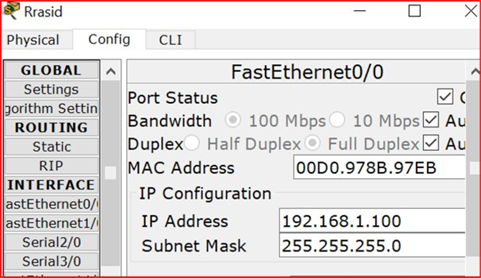 Rrasid
Physical Config CLI
GLOBAL
Settings
gorithm Settin
ROUTING
Static
RIP
INTERFACE
astEthernet0/
astEthernet1/
Serial2/0
Serial3/0
FastEthernet0/0
Port Status
Bandwidth 100 Mbps 10 Mbps Au
Duplex Half Duplex Full Duplex Au
MAC Address 00D0.978B.97EB
IP Configuration
IP Address 192.168.1.100
Subnet Mask 255.255.255.0